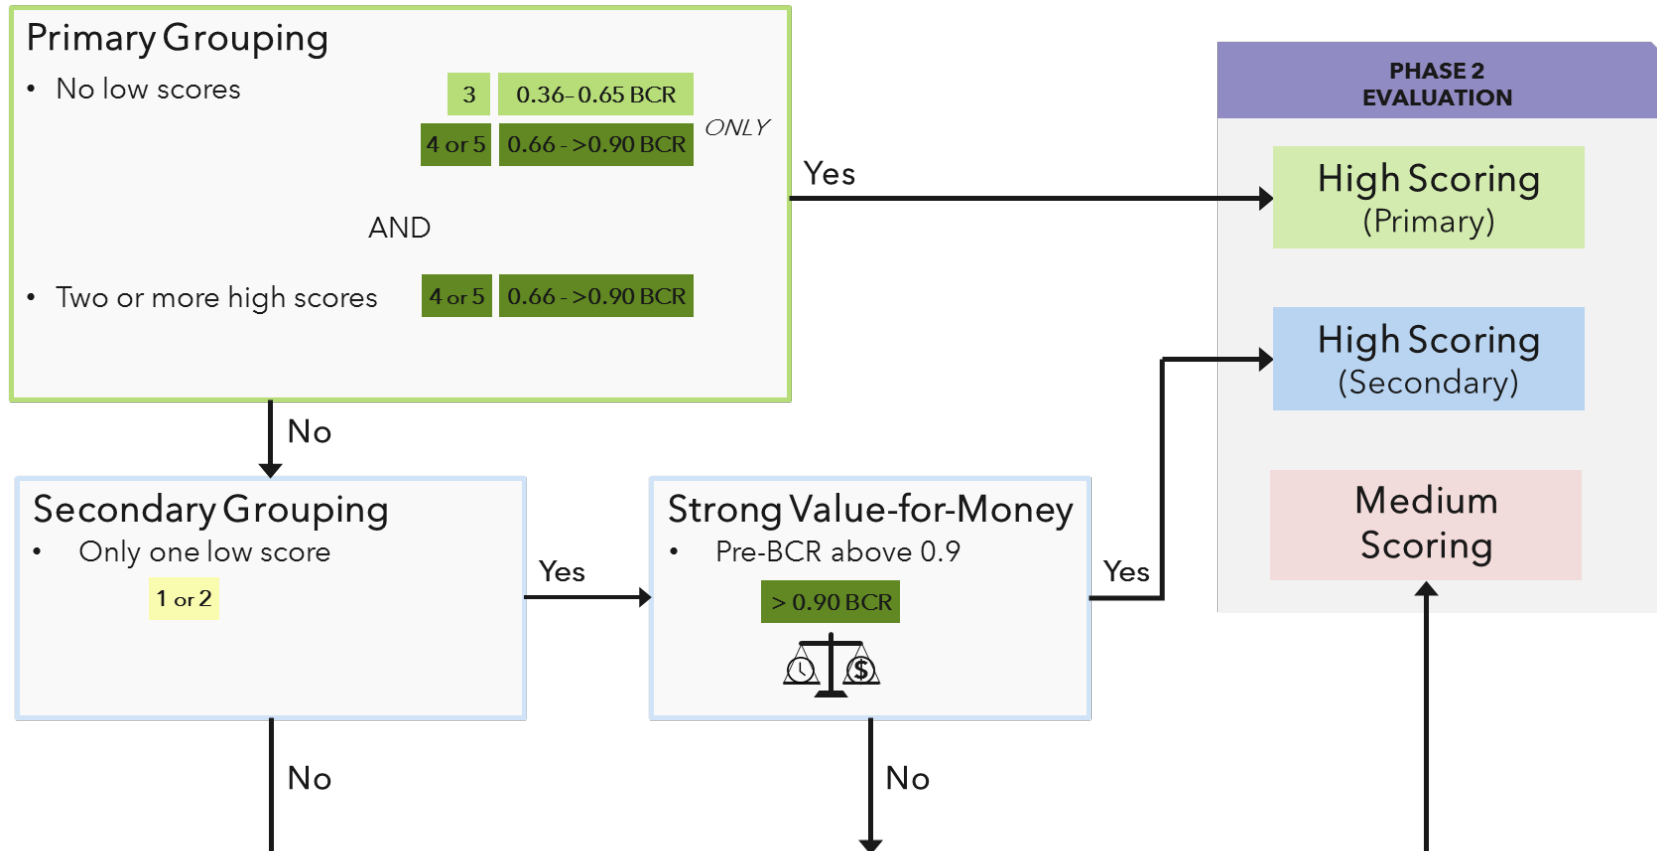 Primary Grouping
• No low scores
3 0.36-0.65 BCR
4 or 5 0.66 - >0.90 BCR
ONLY
AND
• Two or more high scores 4 or 5 0.66 - >0.90 BCR
Yes
No
Secondary Grouping
• Only one low score
1 or 2
Yes
No
Strong Value-for-Money
• Pre-BCR above 0.9
> 0.90 BCR
$
Yes
No
PHASE 2
EVALUATION
High Scoring
(Primary)
High Scoring
(Secondary)
Medium
Scoring